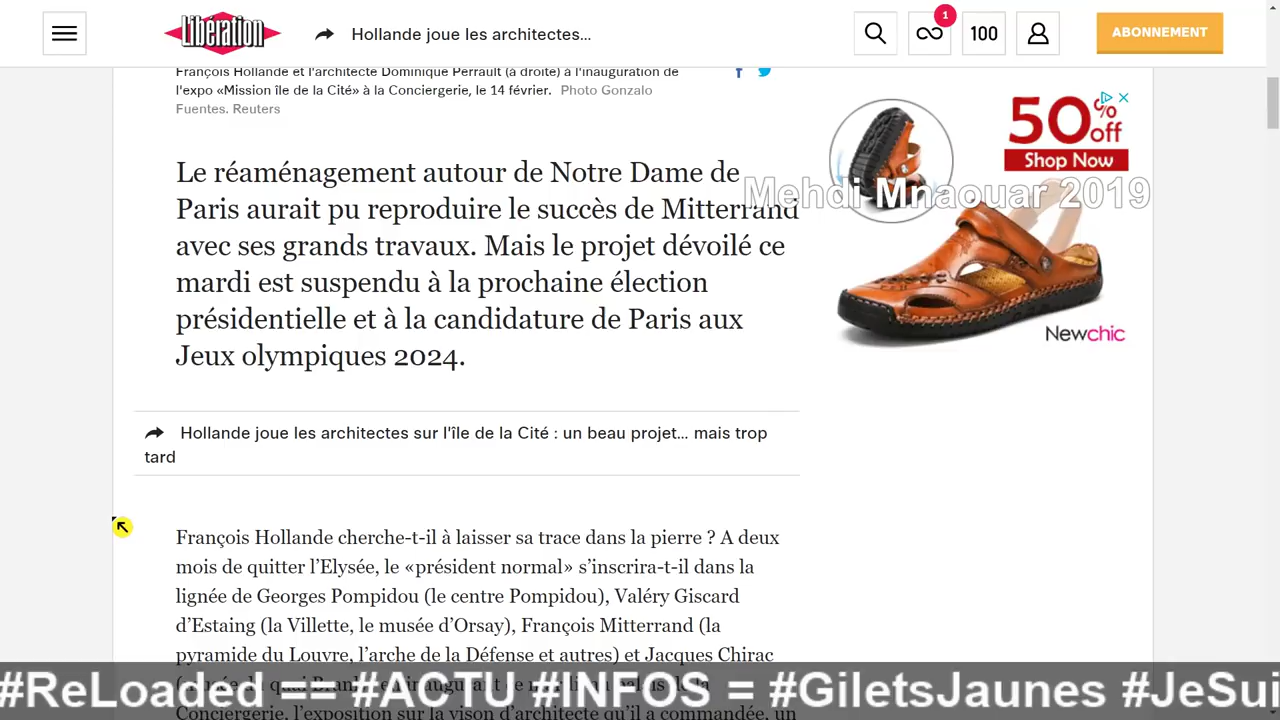 Libération
Hollande joue les architectes...
1
100
ABONNEMENT
François Hollande et l'architecte Dominique Perrault (à droite) à l'inauguration de
l'expo «Mission île de la Cité» à la Conciergerie, le 14 février. Photo Gonzalo
Fuentes. Reuters
50% off
Shop Now
Mehdi Mnaouar 2019
Newchic
Le réaménagement autour de Notre Dame de
Paris aurait pu reproduire le succès de Mitterrand
avec ses grands travaux. Mais le projet dévoilé ce
mardi est suspendu à la prochaine élection
présidentielle et à la candidature de Paris aux
Jeux olympiques 2024.
Hollande joue les architectes sur l'île de la Cité : un beau projet... mais trop
tard
François Hollande cherche-t-il à laisser sa trace dans la pierre ? A deux
mois de quitter l’Elysée, le «président normal» s’inscrira-t-il dans la
lignée de Georges Pompidou (le centre Pompidou), Valéry Giscard
d’Estaing (la Villette, le musée d’Orsay), François Mitterrand (la
pyramide du Louvre, l’arche de la Défense et autres) et Jacques Chirac
Conciergerie, l’exposition sur la vison d’architecte qu’il a commandée, un
#ReLoaded == #ACTU #INFOS = #GiletsJaunes #JeSui